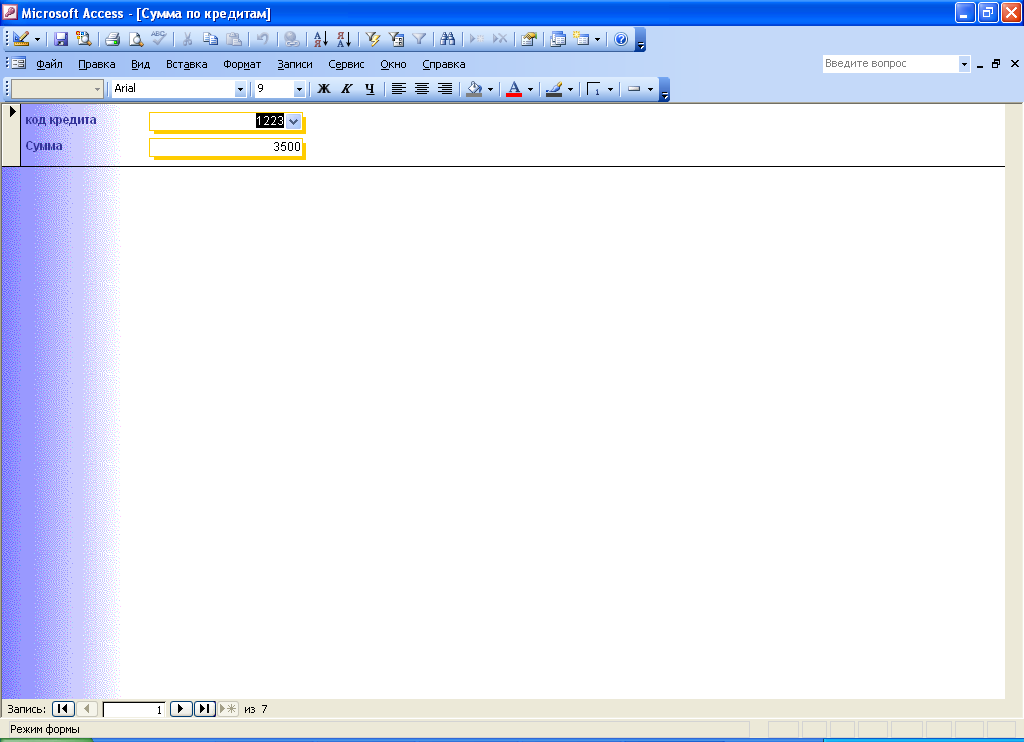 Microsoft Access - [Сумма по кредитам]
Файл Правка Вид Вставка Формат Записи Сервис Окно Справка Введите вопрос
Arial 9 Ж К Ч
код кредита 1223
Сумма 3500
Запись: 1 из 7
Режим формы